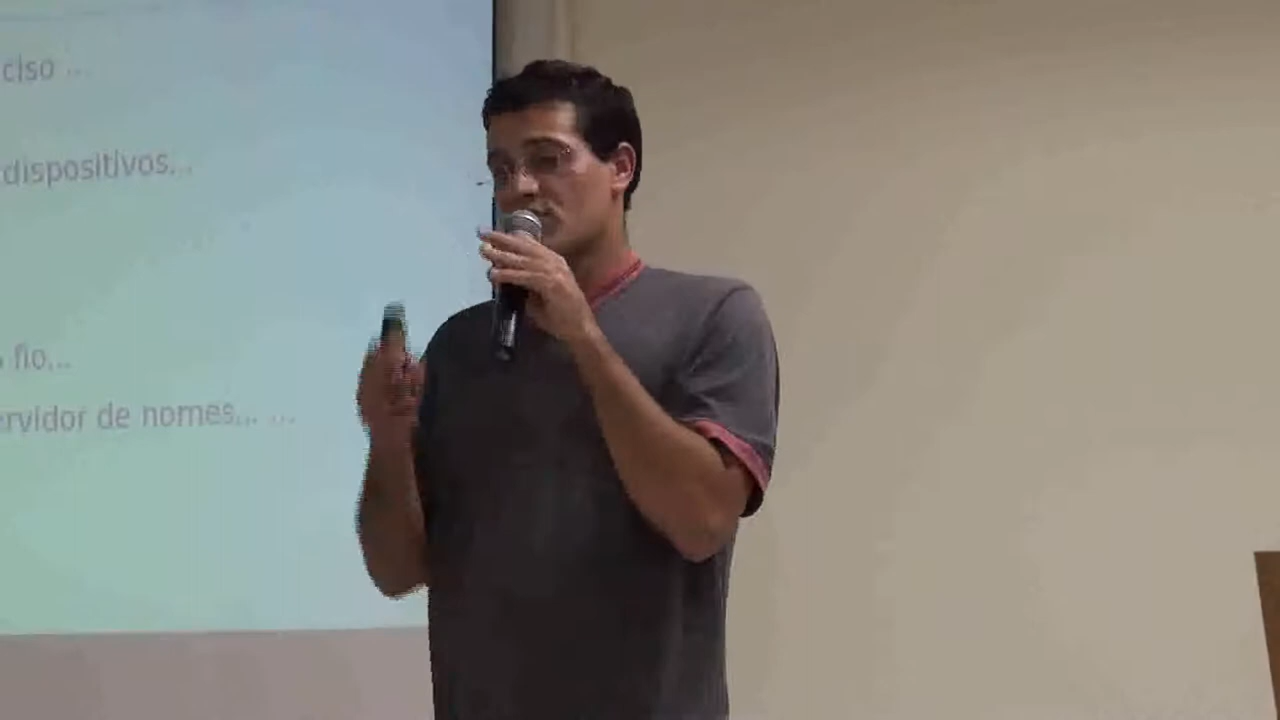 ciso ...
dispositivos...
fio...
ervidor de nomes... ...